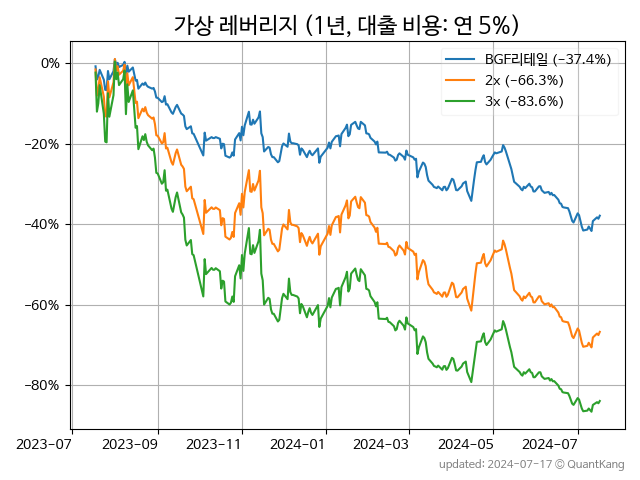 가상 레버리지 (1년, 대출 비용: 연 5%)
BGF리테일 (−37.4%)
2x (−66.3%)
3x (−83.6%)
0%
−20%
−40%
−60%
−80%
2023-07 2023-09 2023-11 2024-01 2024-03 2024-05 2024-07
updated: 2024-07-17 © QuantKang